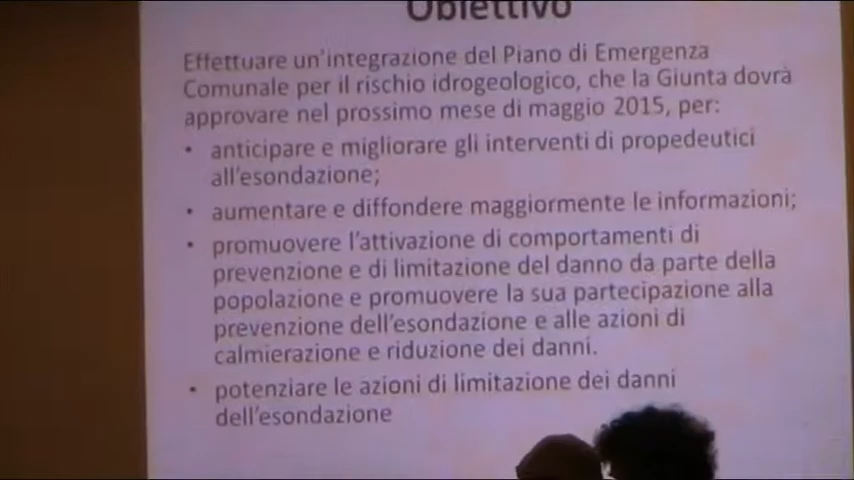 Obiettivo
Effettuare un'integrazione del Piano di Emergenza
Comunale per il rischio idrogeologico, che la Giunta dovrà
approvare nel prossimo mese di maggio 2015, per:
• anticipare e migliorare gli interventi di propedeutici
all'esondazione;
• aumentare e diffondere maggiormente le informazioni;
• promuovere l'attivazione di comportamenti di
prevenzione e di limitazione del danno da parte della
popolazione e promuovere la sua partecipazione alla
prevenzione dell'esondazione e alle azioni di
calmierazione e riduzione dei danni.
• potenziare le azioni di limitazione dei danni
dell'esondazione